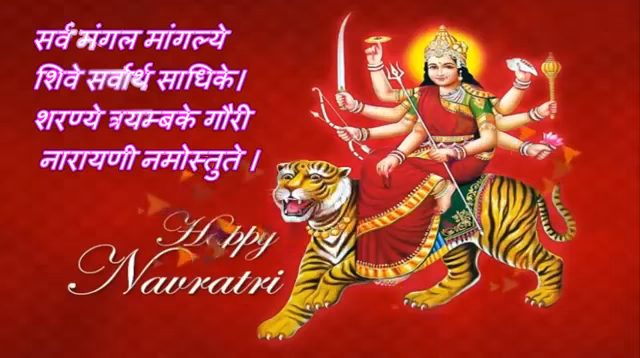 सर्व मंगल मांगल्ये
शिवे सर्वार्थ साधिके।
शरण्ये त्रयम्बके गौरी
नारायणी नमोस्तुते ।
Happy
Navratri